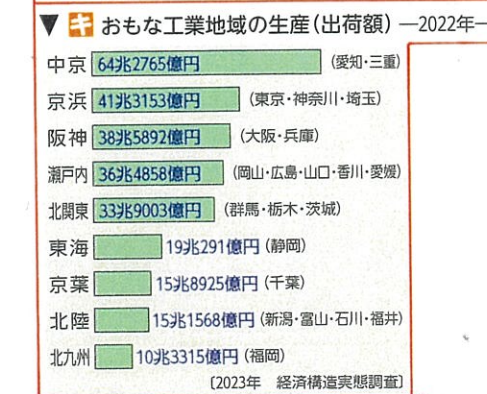 ▼ キ おもな工業地域の生産(出荷額) —2022年—
中京 64兆2765億円 (愛知・三重)
京浜 41兆3153億円 (東京・神奈川・埼玉)
阪神 38兆5892億円 (大阪・兵庫)
瀬戸内 36兆4858億円 (岡山・広島・山口・香川・愛媛)
北関東 33兆9003億円 (群馬・栃木・茨城)
東海 19兆291億円 (静岡)
京葉 15兆8925億円 (千葉)
北陸 15兆1568億円 (新潟・富山・石川・福井)
北九州 10兆3315億円 (福岡)
〔2023年 経済構造実態調査〕